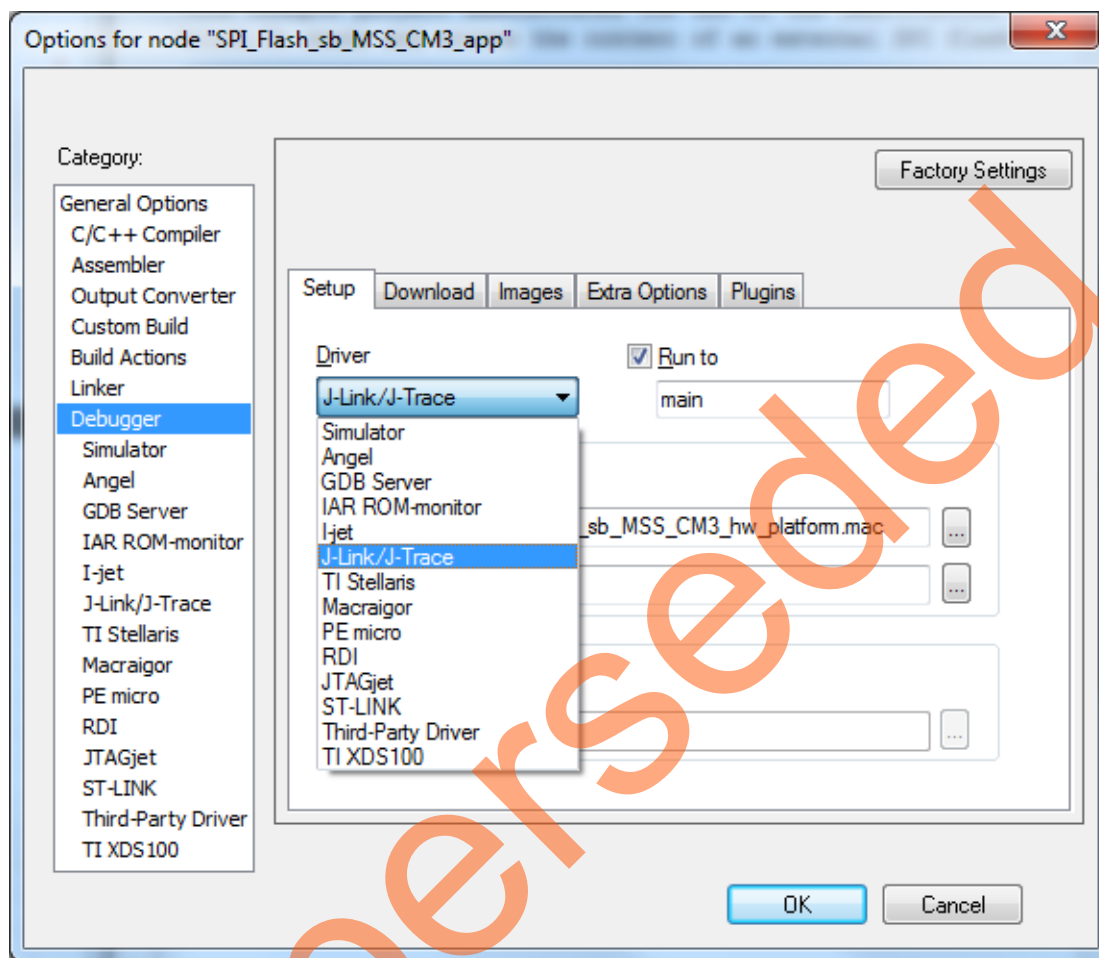 Options for node "SPI_Flash_sb_MSS_CM3_app"
Category:
Factory Settings
General Options
C/C++ Compiler
Assembler
Output Converter
Custom Build
Build Actions
Linker
Debugger
Simulator
Angel
GDB Server
IAR ROM-monitor
I-jet
J-Link/J-Trace
TI Stellaris
Macraigor
PE micro
RDI
JTAGjet
ST-LINK
Third-Party Driver
TI XDS100
Setup Download Images Extra Options Plugins
Driver
Run to
J-Link/J-Trace
main
Simulator
Angel
GDB Server
IAR ROM-monitor
I-jet
J-Link/J-Trace
TI Stellaris
Macraigor
PE micro
RDI
JTAGjet
ST-LINK
Third-Party Driver
TI XDS100
_sb_MSS_CM3_hw_platform.mac
...
...
...
OK Cancel
perseded